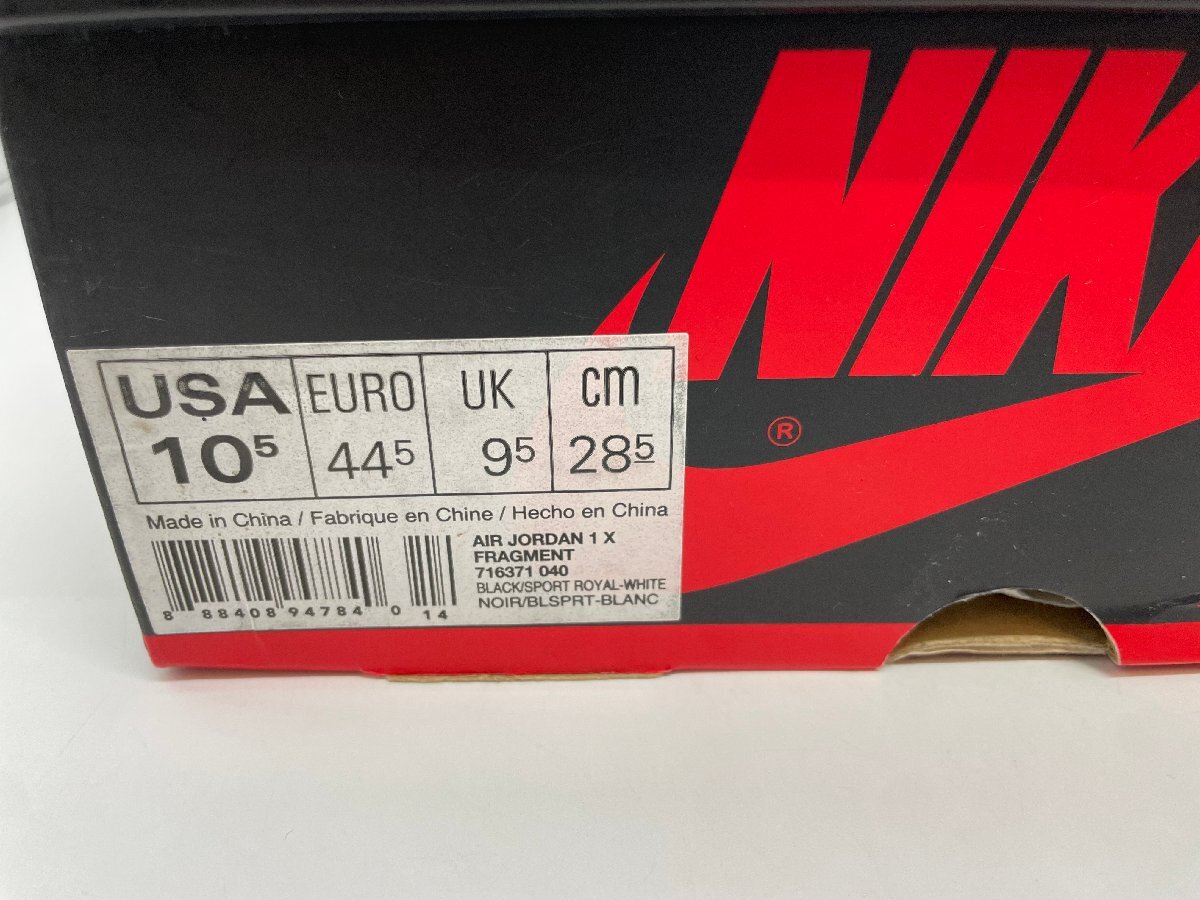 NIK
®
USA EURO UK cm
10⁵ 44⁵ 9⁵ 28⁵
Made in China / Fabrique en Chine / Hecho en China
AIR JORDAN 1 X
FRAGMENT
716371 040
BLACK/SPORT ROYAL-WHITE
NOIR/BLSPRT-BLANC
8 88408 94784 0 14